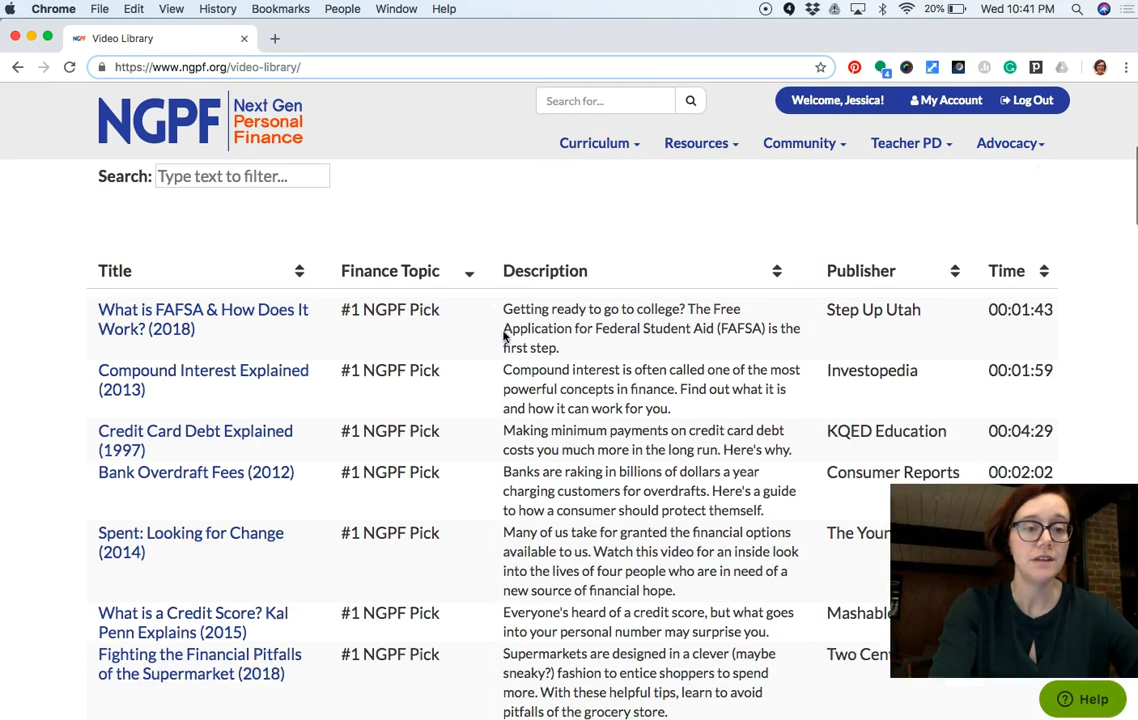 Chrome File Edit View History Bookmarks People Window Help 20% Wed 10:41 PM
NGPF Video Library
https://www.ngpf.org/video-library/
4
NGPF Next Gen Personal Finance
Search for...
Welcome, Jessica! My Account Log Out
Curriculum Resources Community Teacher PD Advocacy
Search: Type text to filter...
Title Finance Topic Description Publisher Time
What is FAFSA & How Does It Work? (2018) #1 NGPF Pick Getting ready to go to college? The Free Step Up Utah 00:01:43
Application for Federal Student Aid (FAFSA) is the
first step.
Compound Interest Explained (2013) #1 NGPF Pick Compound interest is often called one of the most Investopedia 00:01:59
powerful concepts in finance. Find out what it is
and how it can work for you.
Credit Card Debt Explained (1997) #1 NGPF Pick Making minimum payments on credit card debt KQED Education 00:04:29
costs you much more in the long run. Here's why.
Bank Overdraft Fees (2012) #1 NGPF Pick Banks are raking in billions of dollars a year Consumer Reports 00:02:02
charging customers for overdrafts. Here's a guide
to how a consumer should protect themself.
Spent: Looking for Change (2014) #1 NGPF Pick Many of us take for granted the financial options The You
available to us. Watch this video for an inside look
into the lives of four people who are in need of a
new source of financial hope.
What is a Credit Score? Kal Penn Explains (2015) #1 NGPF Pick Everyone's heard of a credit score, but what goes Mashable
into your personal number may surprise you.
Fighting the Financial Pitfalls of the Supermarket (2018) #1 NGPF Pick Supermarkets are designed in a clever (maybe Two Cen
sneaky?) fashion to entice shoppers to spend
more. With these helpful tips, learn to avoid
pitfalls of the grocery store.
Help